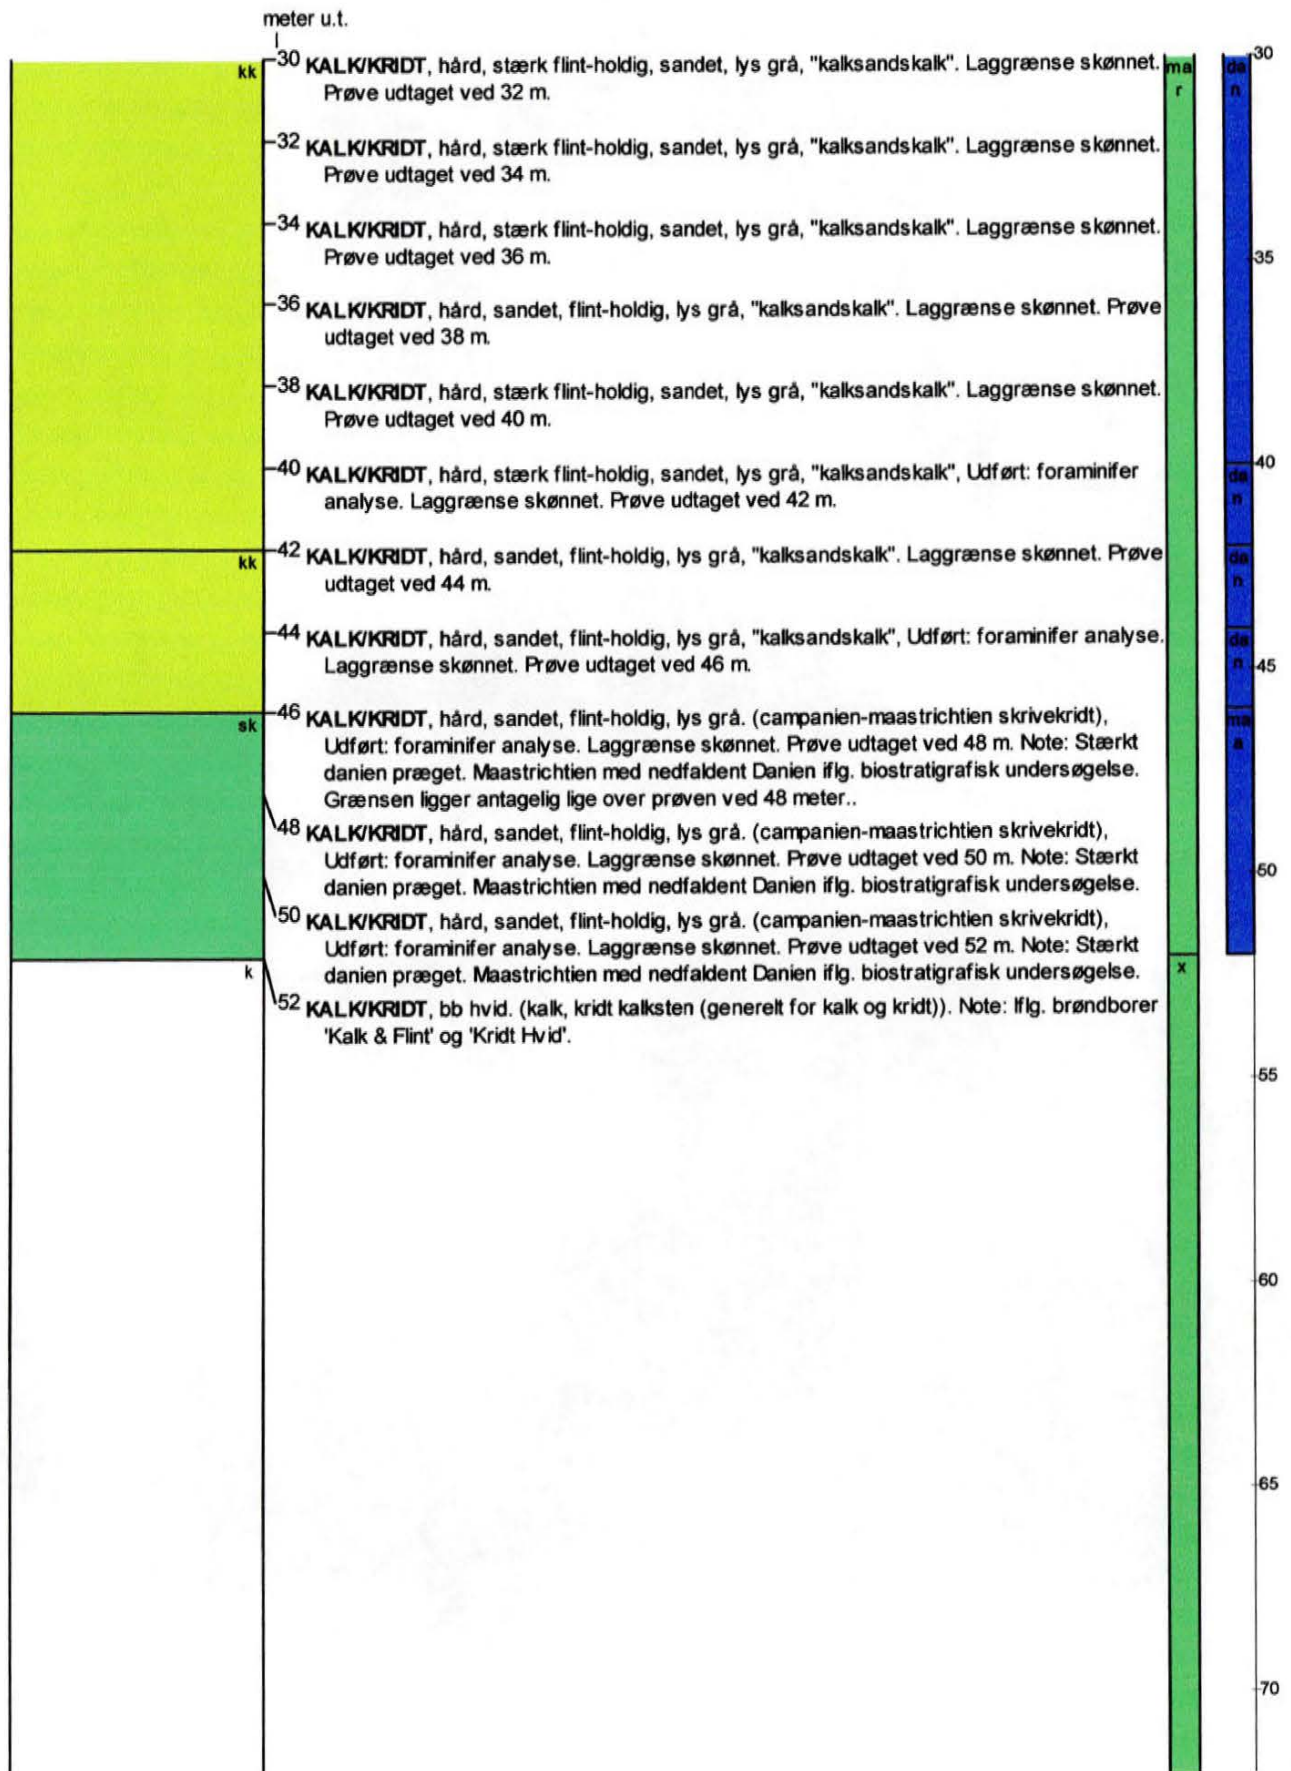 meter u.t.
kk
30 KALK/KRIDT, hård, stærk flint-holdig, sandet, lys grå, "kalksandskalk". Laggrænse skønnet.
Prøve udtaget ved 32 m.
32 KALK/KRIDT, hård, stærk flint-holdig, sandet, lys grå, "kalksandskalk". Laggrænse skønnet.
Prøve udtaget ved 34 m.
34 KALK/KRIDT, hård, stærk flint-holdig, sandet, lys grå, "kalksandskalk". Laggrænse skønnet.
Prøve udtaget ved 36 m.
36 KALK/KRIDT, hård, sandet, flint-holdig, lys grå, "kalksandskalk". Laggrænse skønnet. Prøve
udtaget ved 38 m.
38 KALK/KRIDT, hård, stærk flint-holdig, sandet, lys grå, "kalksandskalk". Laggrænse skønnet.
Prøve udtaget ved 40 m.
40 KALK/KRIDT, hård, stærk flint-holdig, sandet, lys grå, "kalksandskalk", Udført: foraminifer
analyse. Laggrænse skønnet. Prøve udtaget ved 42 m.
kk
42 KALK/KRIDT, hård, sandet, flint-holdig, lys grå, "kalksandskalk". Laggrænse skønnet. Prøve
udtaget ved 44 m.
44 KALK/KRIDT, hård, sandet, flint-holdig, lys grå, "kalksandskalk", Udført: foraminifer analyse.
Laggrænse skønnet. Prøve udtaget ved 46 m.
sk
46 KALK/KRIDT, hård, sandet, flint-holdig, lys grå. (campanien-maastrichtien skrivekridt),
Udført: foraminifer analyse. Laggrænse skønnet. Prøve udtaget ved 48 m. Note: Stærkt
danien præget. Maastrichtien med nedfaldent Danien iflg. biostratigrafisk undersøgelse.
Grænsen ligger antagelig lige over prøven ved 48 meter..
48 KALK/KRIDT, hård, sandet, flint-holdig, lys grå. (campanien-maastrichtien skrivekridt),
Udført: foraminifer analyse. Laggrænse skønnet. Prøve udtaget ved 50 m. Note: Stærkt
danien præget. Maastrichtien med nedfaldent Danien iflg. biostratigrafisk undersøgelse.
50 KALK/KRIDT, hård, sandet, flint-holdig, lys grå. (campanien-maastrichtien skrivekridt),
Udført: foraminifer analyse. Laggrænse skønnet. Prøve udtaget ved 52 m. Note: Stærkt
danien præget. Maastrichtien med nedfaldent Danien iflg. biostratigrafisk undersøgelse.
k
52 KALK/KRIDT, bb hvid. (kalk, kridt kalksten (generelt for kalk og kridt)). Note: Iflg. brøndborer
'Kalk & Flint' og 'Kridt Hvid'.
ma
r
x
da
n
da
n
da
n
da
n
ma
a
30
35
40
45
50
55
60
65
70